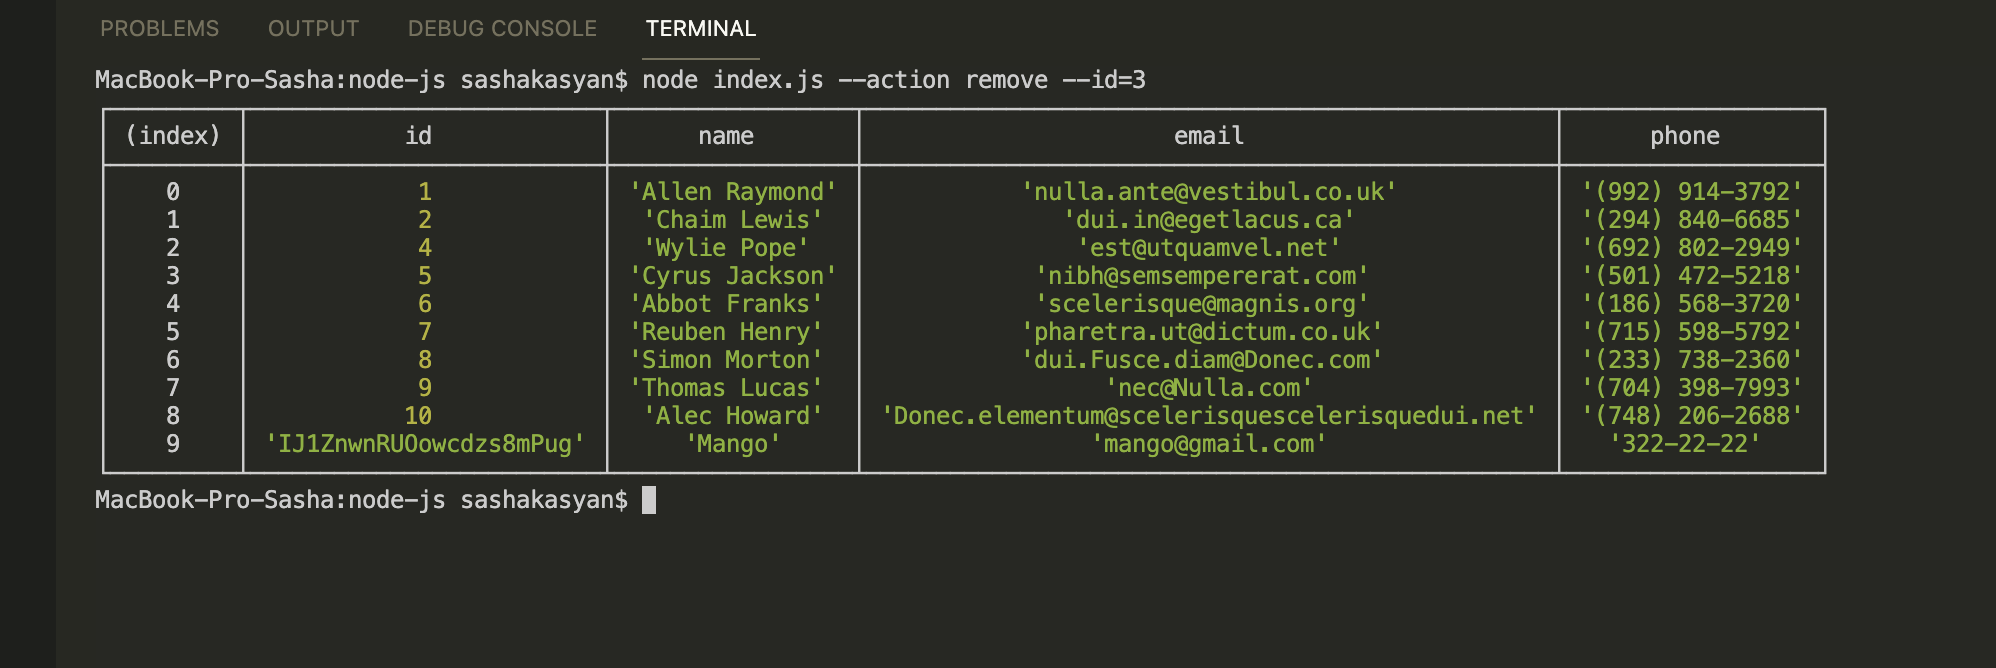 PROBLEMS OUTPUT DEBUG CONSOLE TERMINAL
MacBook-Pro-Sasha:node-js sashakasyan$ node index.js --action remove --id=3
(index) id name email phone
0 1 'Allen Raymond' 'nulla.ante@vestibul.co.uk' '(992) 914-3792'
1 2 'Chaim Lewis' 'dui.in@egetlacus.ca' '(294) 840-6685'
2 4 'Wylie Pope' 'est@utquamvel.net' '(692) 802-2949'
3 5 'Cyrus Jackson' 'nibh@semsempererat.com' '(501) 472-5218'
4 6 'Abbot Franks' 'scelerisque@magnis.org' '(186) 568-3720'
5 7 'Reuben Henry' 'pharetra.ut@dictum.co.uk' '(715) 598-5792'
6 8 'Simon Morton' 'dui.Fusce.diam@Donec.com' '(233) 738-2360'
7 9 'Thomas Lucas' 'nec@Nulla.com' '(704) 398-7993'
8 10 'Alec Howard' 'Donec.elementum@scelerisquescelerisquedui.net' '(748) 206-2688'
9 'IJ1ZnwnRUOowcdzs8mPug' 'Mango' 'mango@gmail.com' '322-22-22'
MacBook-Pro-Sasha:node-js sashakasyan$